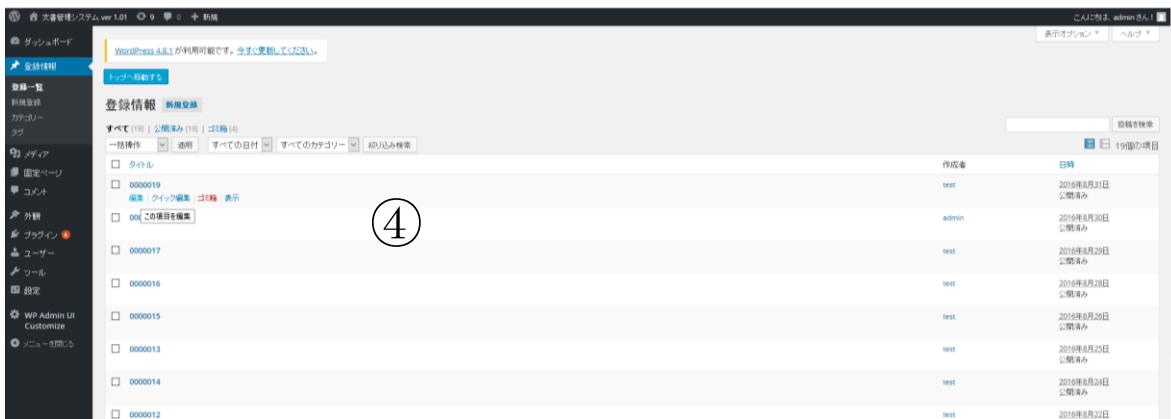 文書管理システム ver 1.01 9 0 新規 こんにちは, admin さん!
ダッシュボード
登録情報
登録一覧
新規登録
カテゴリー
タグ
メディア
固定ページ
コメント
外観
プラグイン
ユーザー
ツール
設定
WP Admin UI
Customize
メニューを閉じる
表示オプション ヘルプ
WordPress 4.8.1 が利用可能です。今すぐ更新してください。
トップへ移動する
登録情報 新規登録
すべて (19) | 公開済み (19) | ゴミ箱 (4)
投稿を検索
一括操作 適用 すべての日付 すべてのカテゴリー 絞り込み検索 19個の項目
タイトル 作成者 日時
0000019 test 2016年8月31日
編集 | クイック編集 | ゴミ箱 | 表示 公開済み
この項目を編集 admin 2016年8月30日
公開済み
④
0000017 test 2016年8月29日
公開済み
0000016 test 2016年8月28日
公開済み
0000015 test 2016年8月26日
公開済み
0000013 test 2016年8月25日
公開済み
0000014 test 2016年8月24日
公開済み
0000012 test 2016年8月22日